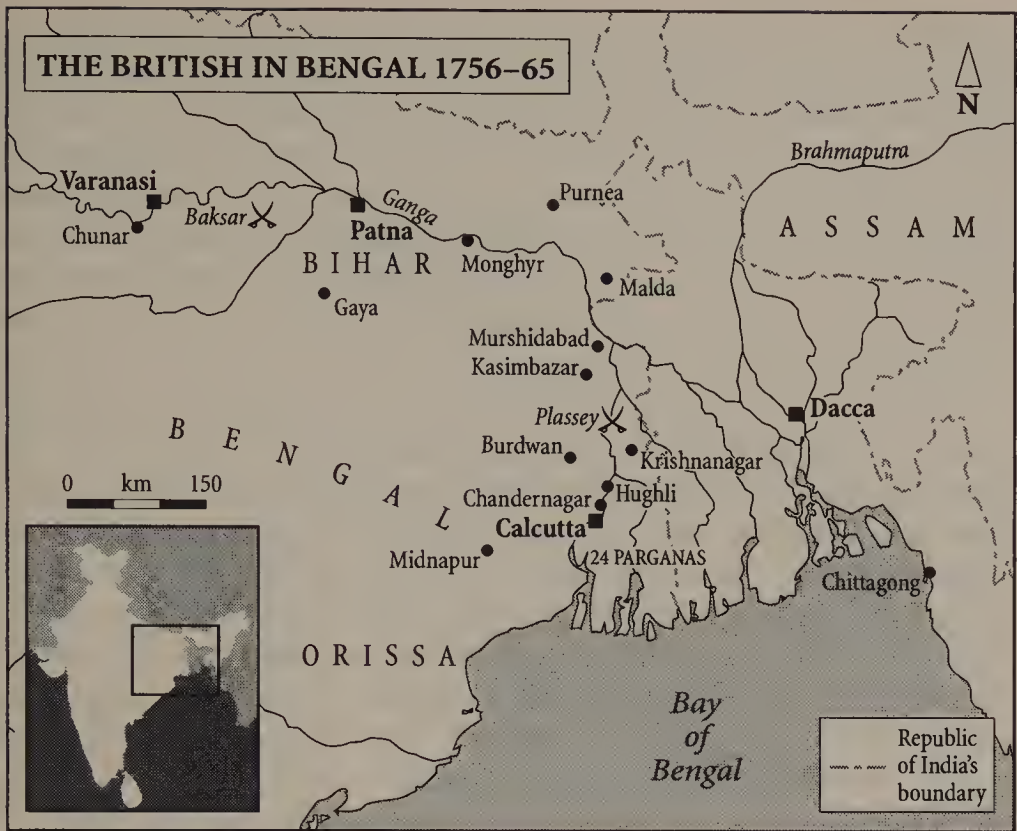 THE BRITISH IN BENGAL 1756–65
N
Brahmaputra
Varanasi
Purnea
Baksar
Ganga
Chunar
Patna
ASSAM
BIHAR
Monghyr
Malda
Gaya
Murshidabad
Kasimbazar
Plassey
Dacca
BENGAL
Burdwan
Krishnanagar
0 km 150
Hughli
Chandernagar
Calcutta
Midnapur
24 PARGANAS
Chittagong
ORISSA
Bay
of
Bengal
Republic
of India's
boundary